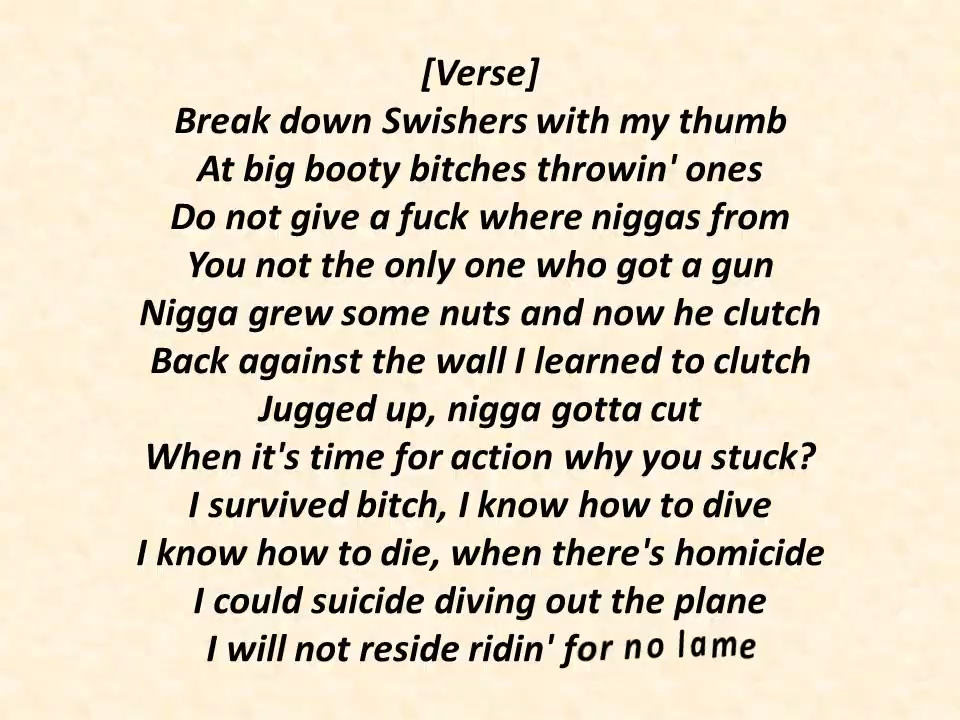 [Verse]
Break down Swishers with my thumb
At big booty bitches throwin' ones
Do not give a fuck where niggas from
You not the only one who got a gun
Nigga grew some nuts and now he clutch
Back against the wall I learned to clutch
Jugged up, nigga gotta cut
When it's time for action why you stuck?
I survived bitch, I know how to dive
I know how to die, when there's homicide
I could suicide diving out the plane
I will not reside ridin' for no lame